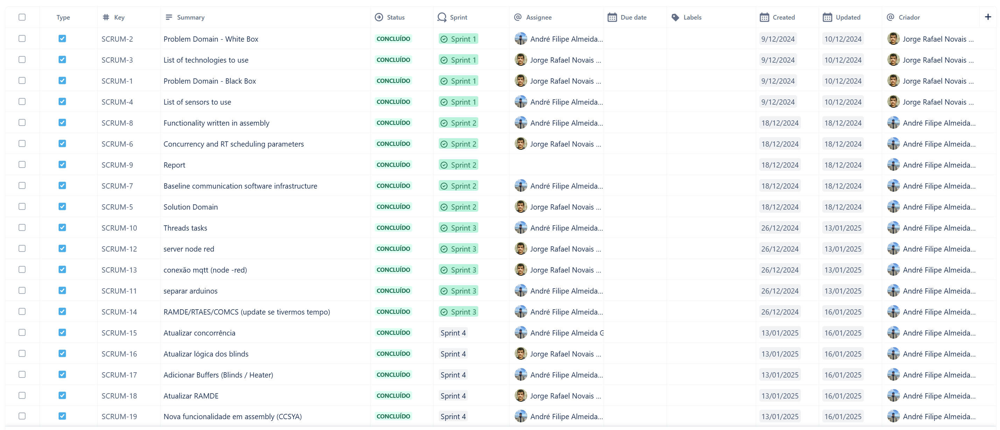 Type Key Summary Status Sprint Assignee Due date Labels Created Updated Criador
SCRUM-2 Problem Domain - White Box CONCLUÍDO Sprint 1 André Filipe Almeida... 9/12/2024 10/12/2024 Jorge Rafael Novais ...
SCRUM-3 List of technologies to use CONCLUÍDO Sprint 1 Jorge Rafael Novais ... 9/12/2024 10/12/2024 Jorge Rafael Novais ...
SCRUM-1 Problem Domain - Black Box CONCLUÍDO Sprint 1 Jorge Rafael Novais ... 9/12/2024 10/12/2024 Jorge Rafael Novais ...
SCRUM-4 List of sensors to use CONCLUÍDO Sprint 1 André Filipe Almeida... 9/12/2024 10/12/2024 Jorge Rafael Novais ...
SCRUM-8 Functionality written in assembly CONCLUÍDO Sprint 2 André Filipe Almeida... 18/12/2024 18/12/2024 André Filipe Almeida...
SCRUM-6 Concurrency and RT scheduling parameters CONCLUÍDO Sprint 2 Jorge Rafael Novais ... 18/12/2024 18/12/2024 André Filipe Almeida...
SCRUM-9 Report CONCLUÍDO Sprint 2 18/12/2024 18/12/2024 André Filipe Almeida...
SCRUM-7 Baseline communication software infrastructure CONCLUÍDO Sprint 2 André Filipe Almeida... 18/12/2024 18/12/2024 André Filipe Almeida...
SCRUM-5 Solution Domain CONCLUÍDO Sprint 2 Jorge Rafael Novais ... 18/12/2024 18/12/2024 André Filipe Almeida...
SCRUM-10 Threads tasks CONCLUÍDO Sprint 3 André Filipe Almeida... 26/12/2024 13/01/2025 André Filipe Almeida...
SCRUM-12 server node red CONCLUÍDO Sprint 3 Jorge Rafael Novais ... 26/12/2024 13/01/2025 André Filipe Almeida...
SCRUM-13 conexão mqtt (node -red) CONCLUÍDO Sprint 3 Jorge Rafael Novais ... 26/12/2024 13/01/2025 André Filipe Almeida...
SCRUM-11 separar arduinos CONCLUÍDO Sprint 3 André Filipe Almeida... 26/12/2024 13/01/2025 André Filipe Almeida...
SCRUM-14 RAMDE/RTAES/COMCS (update se tivermos tempo) CONCLUÍDO Sprint 3 André Filipe Almeida... 26/12/2024 16/01/2025 André Filipe Almeida...
SCRUM-15 Atualizar concorrência CONCLUÍDO Sprint 4 André Filipe Almeida G 13/01/2025 16/01/2025 André Filipe Almeida...
SCRUM-16 Atualizar lógica dos blinds CONCLUÍDO Sprint 4 Jorge Rafael Novais ... 13/01/2025 16/01/2025 André Filipe Almeida...
SCRUM-17 Adicionar Buffers (Blinds / Heater) CONCLUÍDO Sprint 4 André Filipe Almeida... 13/01/2025 16/01/2025 André Filipe Almeida...
SCRUM-18 Atualizar RAMDE CONCLUÍDO Sprint 4 Jorge Rafael Novais ... 13/01/2025 16/01/2025 André Filipe Almeida...
SCRUM-19 Nova funcionalidade em assembly (CCSYA) CONCLUÍDO Sprint 4 André Filipe Almeida... 13/01/2025 16/01/2025 André Filipe Almeida...